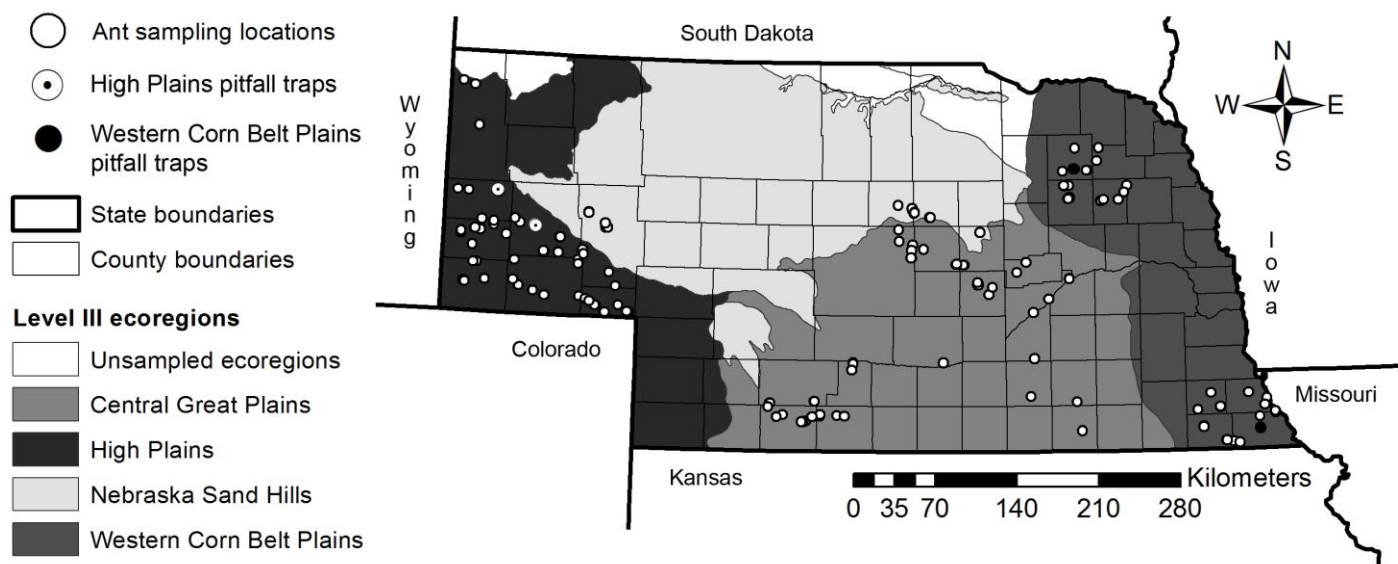 Ant sampling locations
High Plains pitfall traps
Western Corn Belt Plains
pitfall traps
State boundaries
County boundaries
Level III ecoregions
Unsampled ecoregions
Central Great Plains
High Plains
Nebraska Sand Hills
Western Corn Belt Plains
South Dakota
Wyoming
Colorado
Kansas
Iowa
Missouri
N
W E
S
Kilometers
0 35 70 140 210 280